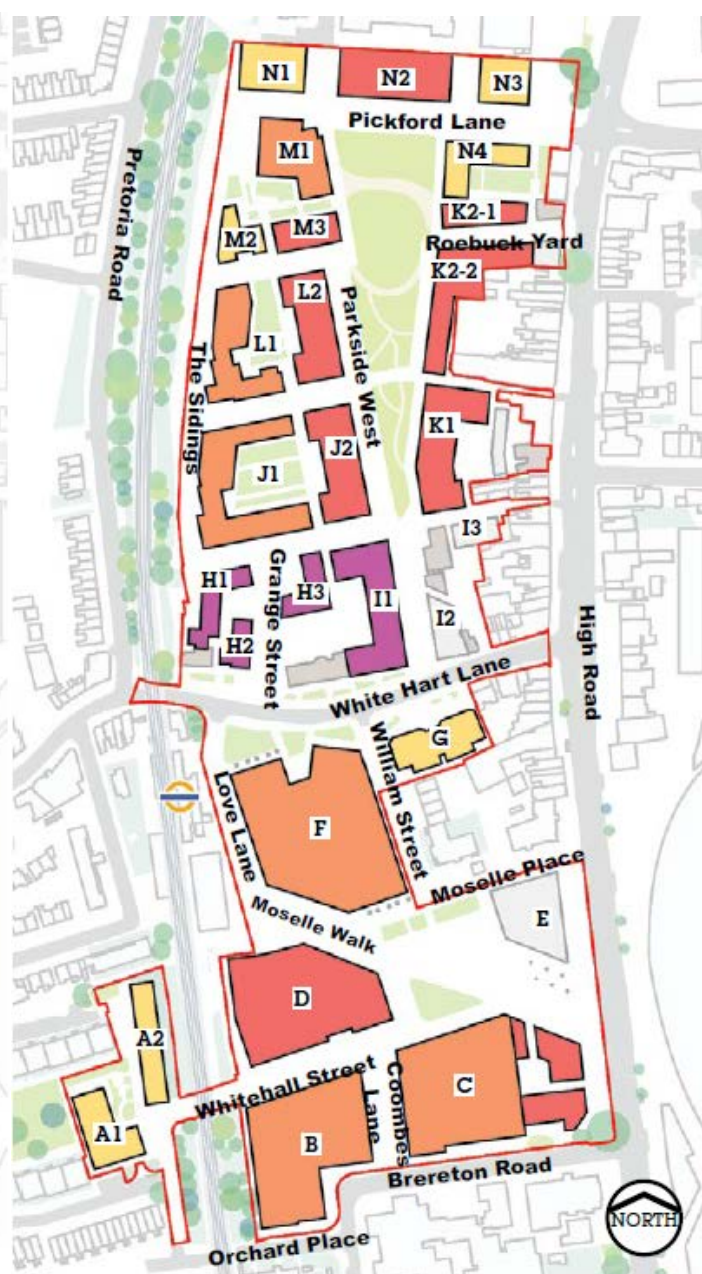 N1
N2
N3
Pickford Lane
M1
N4
Pretoria Road
K2-1
M2
M3
Roebuck Yard
K2-2
L2
Parkside West
L1
The Sidings
K1
J2
J1
I3
Grange Street
H1
H3
I1
I2
H2
High Road
White Hart Lane
G
William Street
Love Lane
F
Moselle Place
Moselle Walk
E
D
A2
Whitehall Street
Coombes
Lane
C
A1
B
Brereton Road
NORTH
Orchard Place